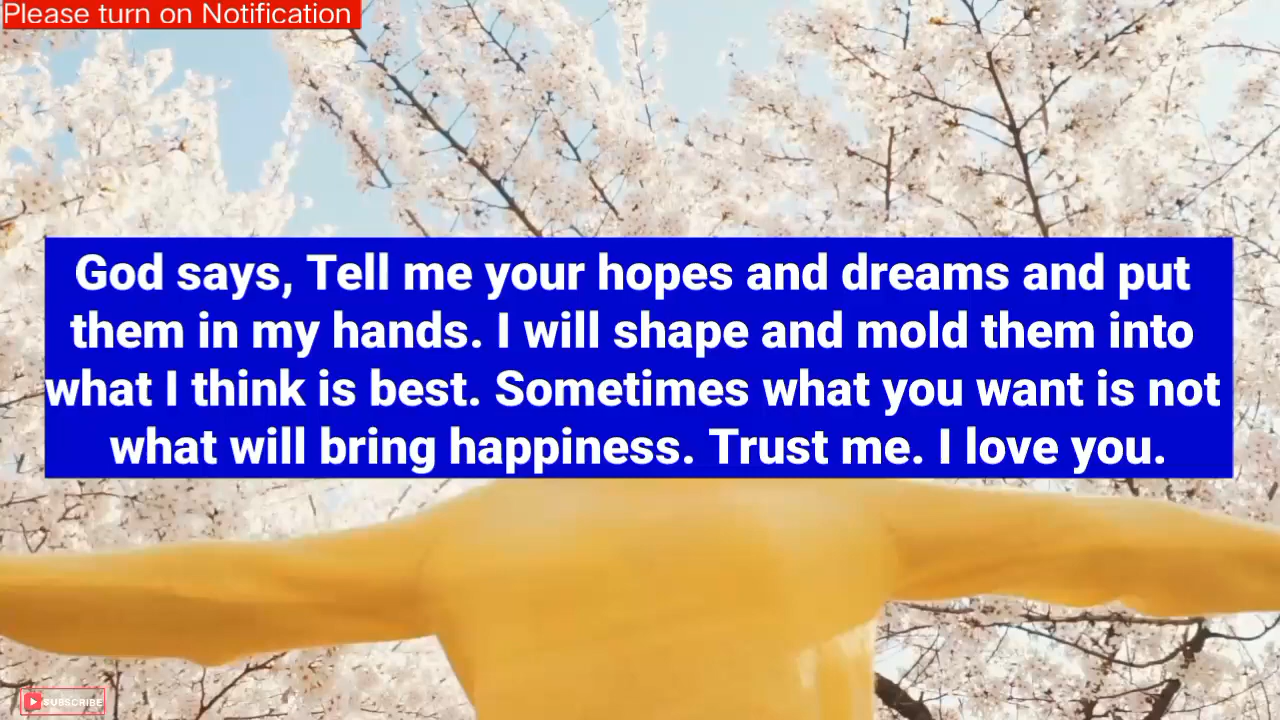 Please turn on Notification
God says, Tell me your hopes and dreams and put
them in my hands. I will shape and mold them into
what I think is best. Sometimes what you want is not
what will bring happiness. Trust me. I love you.
SUBSCRIBE